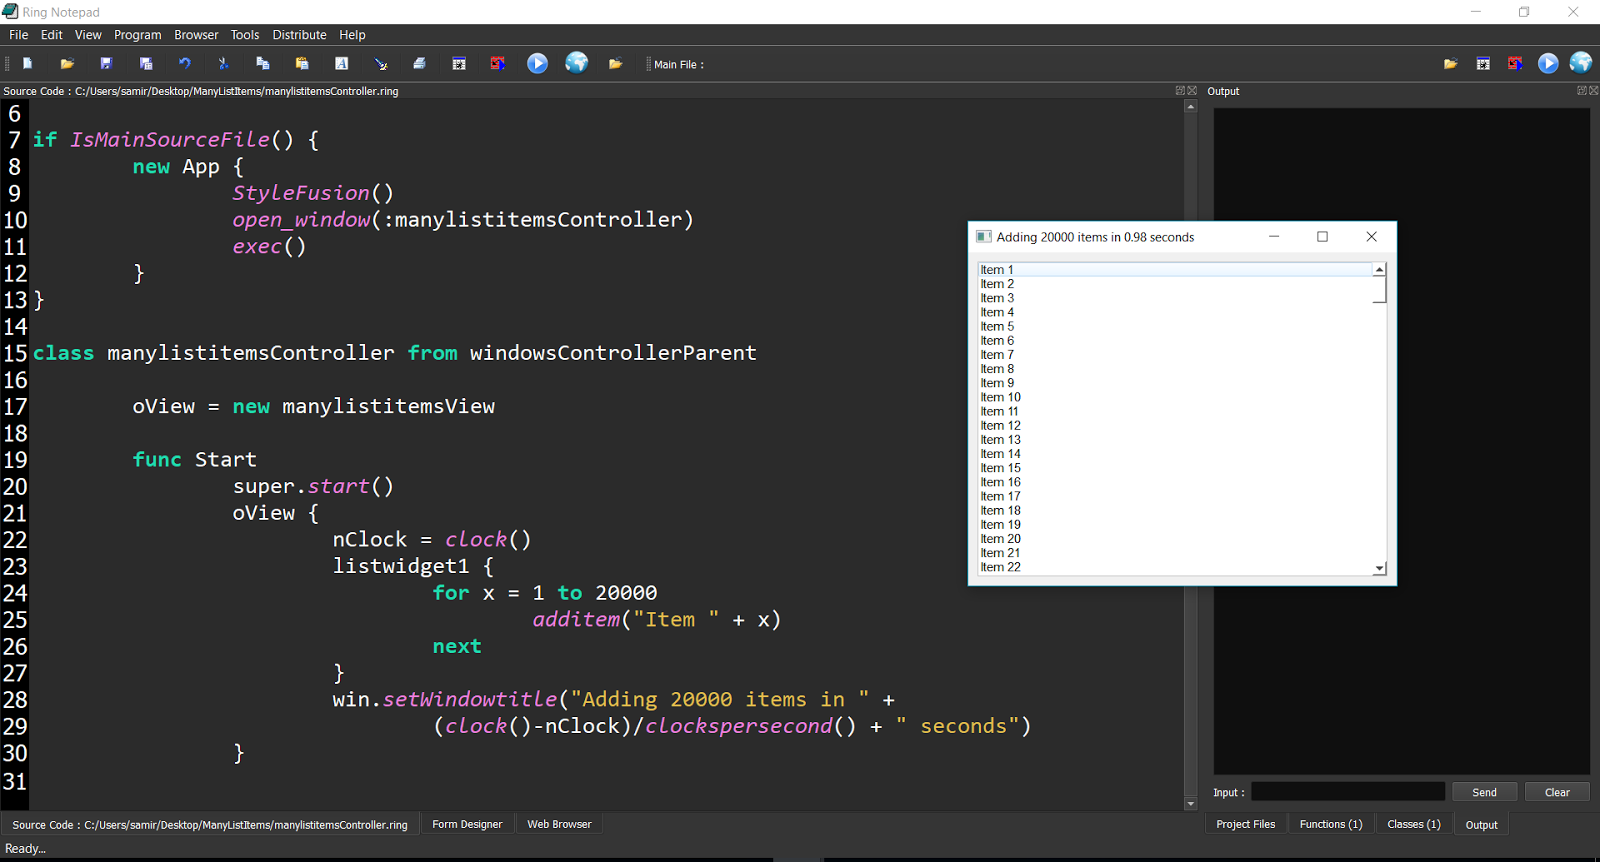 Ring Notepad
File Edit View Program Browser Tools Distribute Help
Main File :
Source Code : C:/Users/samir/Desktop/ManyListItems/manylistitemsController.ring
6
7 if IsMainSourceFile() {
8 new App {
9 StyleFusion()
10 open_window(:manylistitemsController)
11 exec()
12 }
13 }
14
15 class manylistitemsController from windowsControllerParent
16
17 oView = new manylistitemsView
18
19 func Start
20 super.start()
21 oView {
22 nClock = clock()
23 listwidget1 {
24 for x = 1 to 20000
25 additem("Item " + x)
26 next
27 }
28 win.setWindowtitle("Adding 20000 items in " +
29 (clock()-nClock)/clockspersecond() + " seconds")
30 }
31
Output
Adding 20000 items in 0.98 seconds
Item 1
Item 2
Item 3
Item 4
Item 5
Item 6
Item 7
Item 8
Item 9
Item 10
Item 11
Item 12
Item 13
Item 14
Item 15
Item 16
Item 17
Item 18
Item 19
Item 20
Item 21
Item 22
Input : Send Clear
Source Code : C:/Users/samir/Desktop/ManyListItems/manylistitemsController.ring Form Designer Web Browser
Project Files Functions (1) Classes (1) Output
Ready...